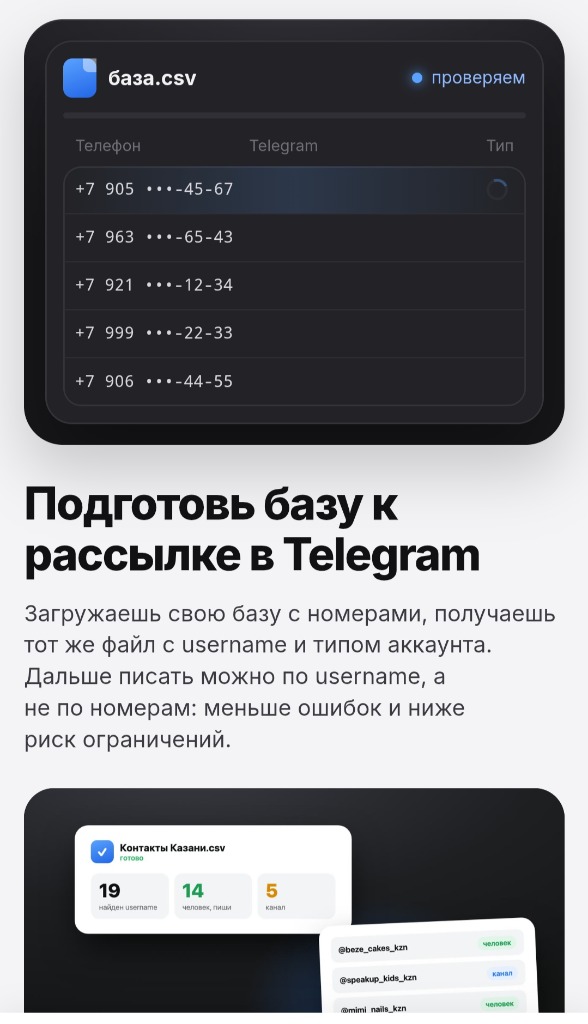 база.csv
проверяем
Телефон Telegram Тип
+7 905 •••-45-67
+7 963 •••-65-43
+7 921 •••-12-34
+7 999 •••-22-33
+7 906 •••-44-55
Подготовь базу к
рассылке в Telegram
Загружаешь свою базу с номерами, получаешь
тот же файл с username и типом аккаунта.
Дальше писать можно по username, а
не по номерам: меньше ошибок и ниже
риск ограничений.
Контакты Казани.csv
готово
19 14 5
найден username человек, пиши канал
@beze_cakes_kzn человек
@speakup_kids_kzn канал
@mimi_nails_kzn человек